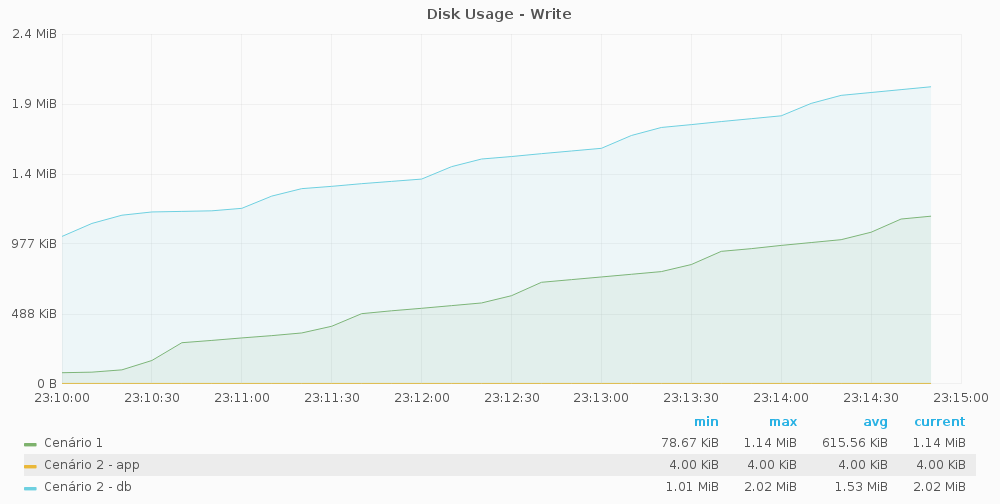 Disk Usage - Write
2.4 MiB
1.9 MiB
1.4 MiB
977 KiB
488 KiB
0 B
23:10:00 23:10:30 23:11:00 23:11:30 23:12:00 23:12:30 23:13:00 23:13:30 23:14:00 23:14:30 23:15:00
min max avg current
Cenário 1 78.67 KiB 1.14 MiB 615.56 KiB 1.14 MiB
Cenário 2 - app 4.00 KiB 4.00 KiB 4.00 KiB 4.00 KiB
Cenário 2 - db 1.01 MiB 2.02 MiB 1.53 MiB 2.02 MiB